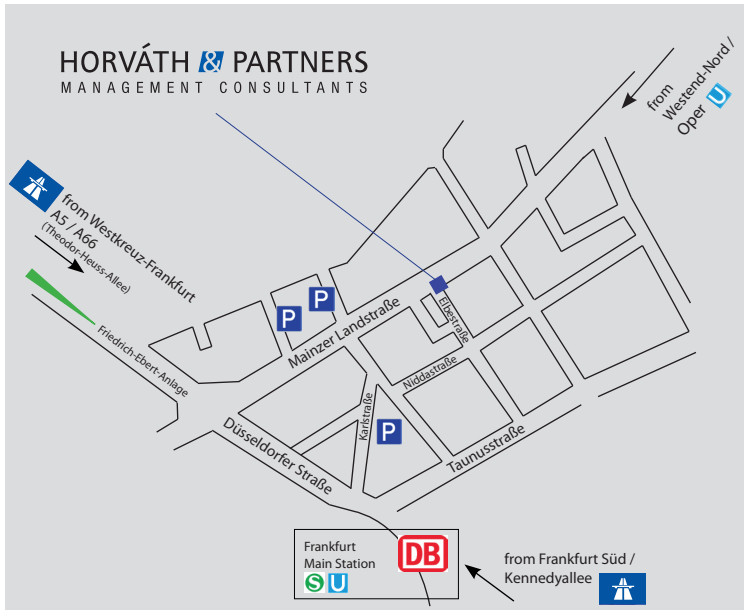 HORVÁTH & PARTNERS
MANAGEMENT CONSULTANTS
from
Westend-Nord /
Oper U
from Westkreuz-Frankfurt
A5 / A66
(Theodor-Heuss-Allee)
P
P
Mainzer Landstraße
Elbestraße
Friedrich-Ebert-Anlage
Niddastraße
Karlstraße
P
Düsseldorfer Straße
Taunusstraße
Frankfurt
Main Station
S U
DB
from Frankfurt Süd /
Kennedyallee